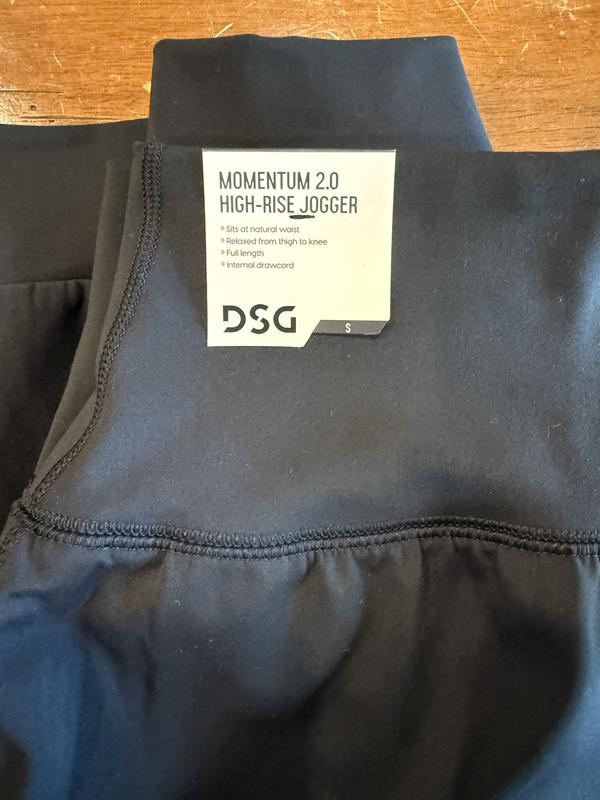 MOMENTUM 2.0
HIGH-RISE JOGGER
» Sits at natural waist
» Relaxed from thigh to knee
» Full length
» Internal drawcord
DSG
S